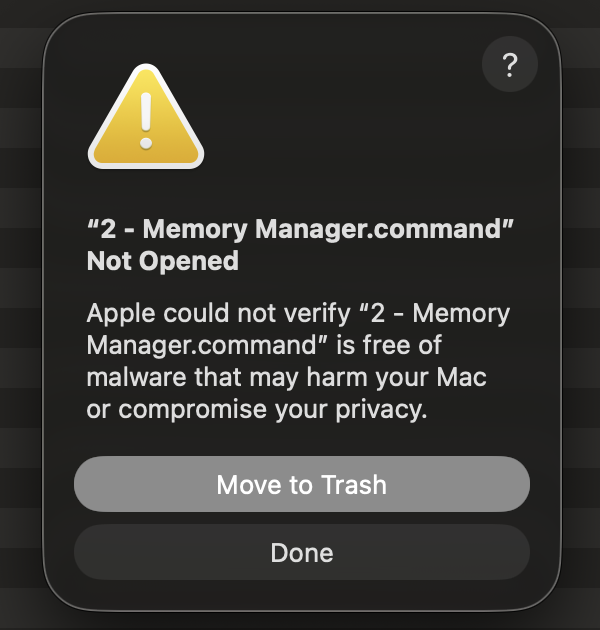 ?
“2 - Memory Manager.command”
Not Opened
Apple could not verify “2 - Memory
Manager.command” is free of
malware that may harm your Mac
or compromise your privacy.
Move to Trash
Done